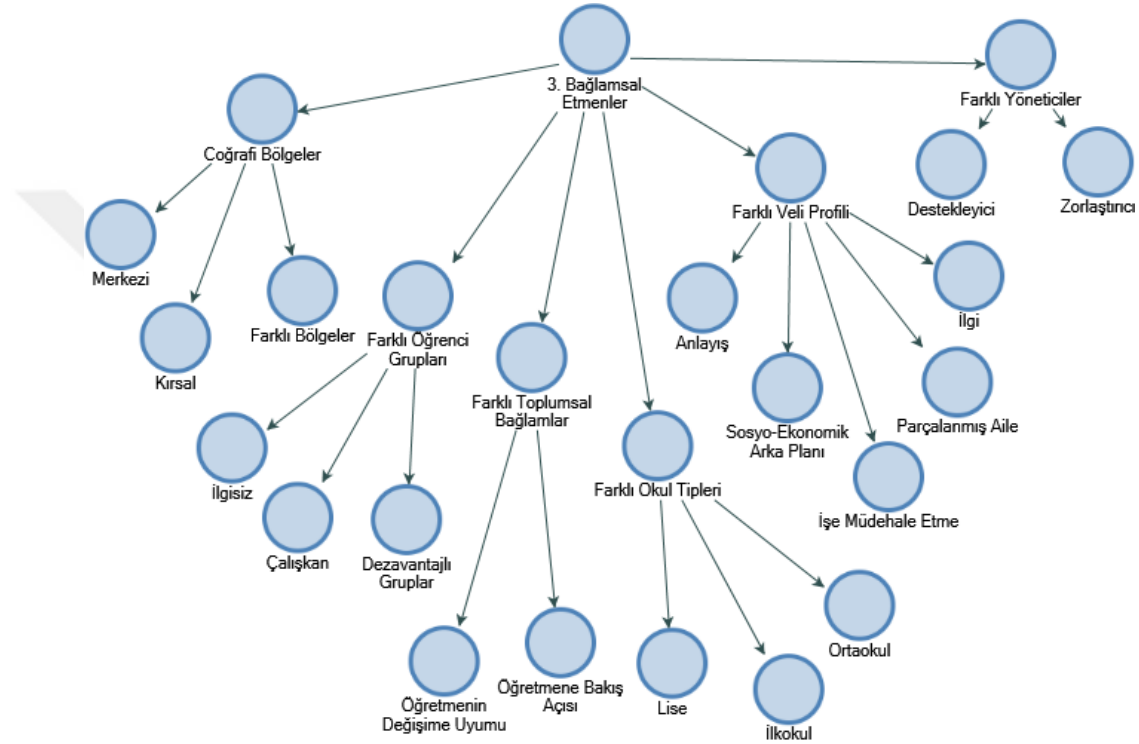 3. Bağlamsal
Etmenler
Farklı Yöneticiler
Coğrafi Bölgeler
Destekleyici
Zorlaştırıcı
Farklı Veli Profili
Merkezi
Farklı Bölgeler
Kırsal
Farklı Öğrenci
Grupları
Anlayış
İlgi
Farklı Toplumsal
Bağlamlar
Sosyo-Ekonomik
Arka Planı
Parçalanmış Aile
İlgisiz
Farklı Okul Tipleri
İşe Müdehale Etme
Çalışkan
Dezavantajlı
Gruplar
Ortaokul
Öğretmenin
Değişime Uyumu
Öğretmene Bakış
Açısı
Lise
İlkokul